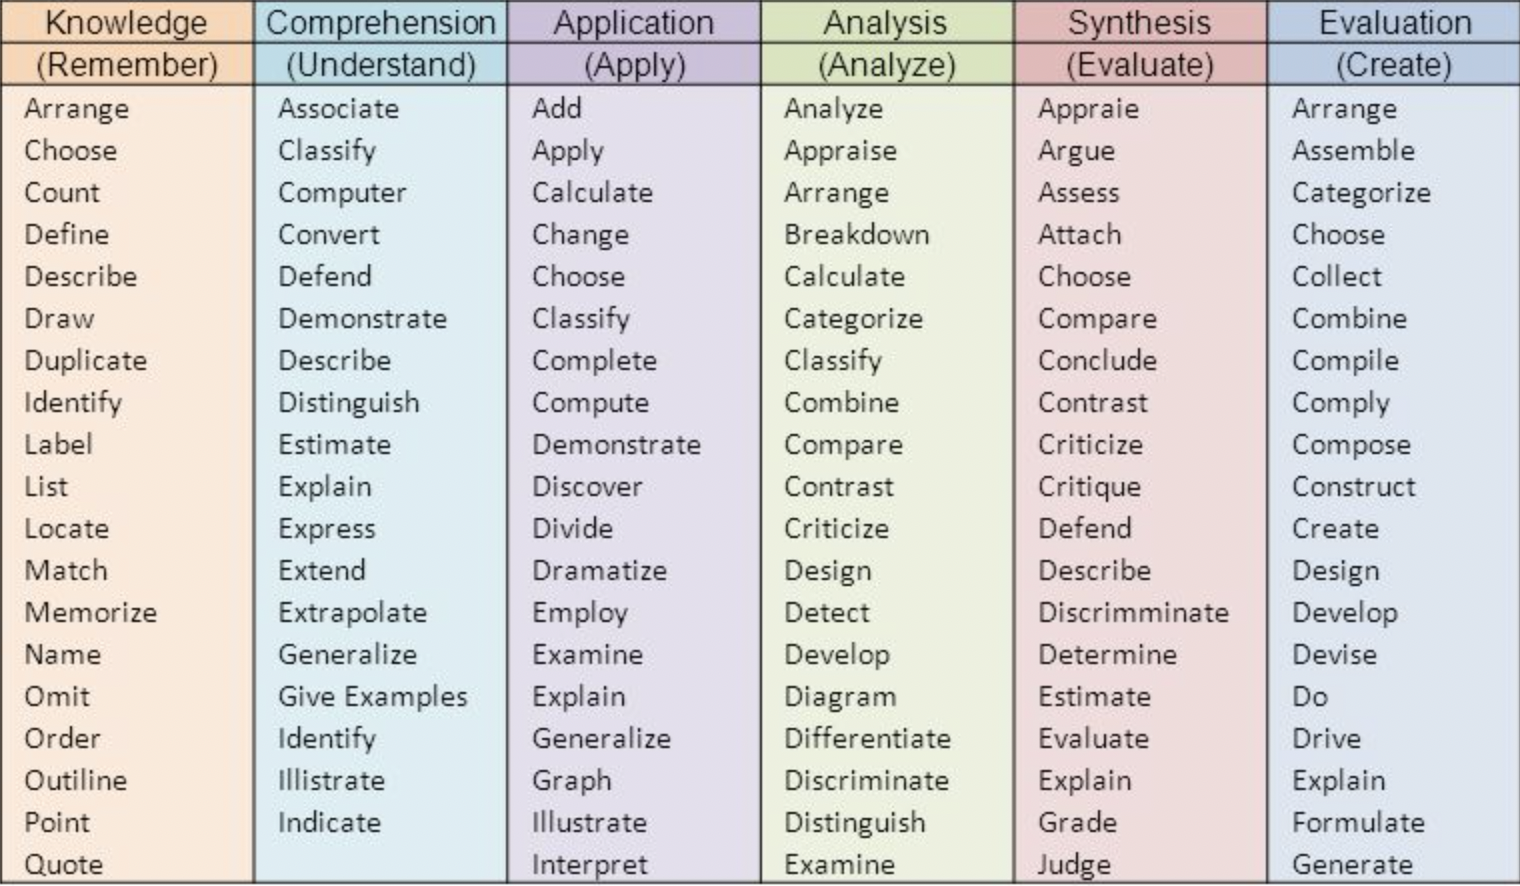 Knowledge Comprehension Application Analysis Synthesis Evaluation
(Remember) (Understand) (Apply) (Analyze) (Evaluate) (Create)
Arrange Associate Add Analyze Appraie Arrange
Choose Classify Apply Appraise Argue Assemble
Count Computer Calculate Arrange Assess Categorize
Define Convert Change Breakdown Attach Choose
Describe Defend Choose Calculate Choose Collect
Draw Demonstrate Classify Categorize Compare Combine
Duplicate Describe Complete Classify Conclude Compile
Identify Distinguish Compute Combine Contrast Comply
Label Estimate Demonstrate Compare Criticize Compose
List Explain Discover Contrast Critique Construct
Locate Express Divide Criticize Defend Create
Match Extend Dramatize Design Describe Design
Memorize Extrapolate Employ Detect Discrimminate Develop
Name Generalize Examine Develop Determine Devise
Omit Give Examples Explain Diagram Estimate Do
Order Identify Generalize Differentiate Evaluate Drive
Outiline Illistrate Graph Discriminate Explain Explain
Point Indicate Illustrate Distinguish Grade Formulate
Quote Interpret Examine Judge Generate